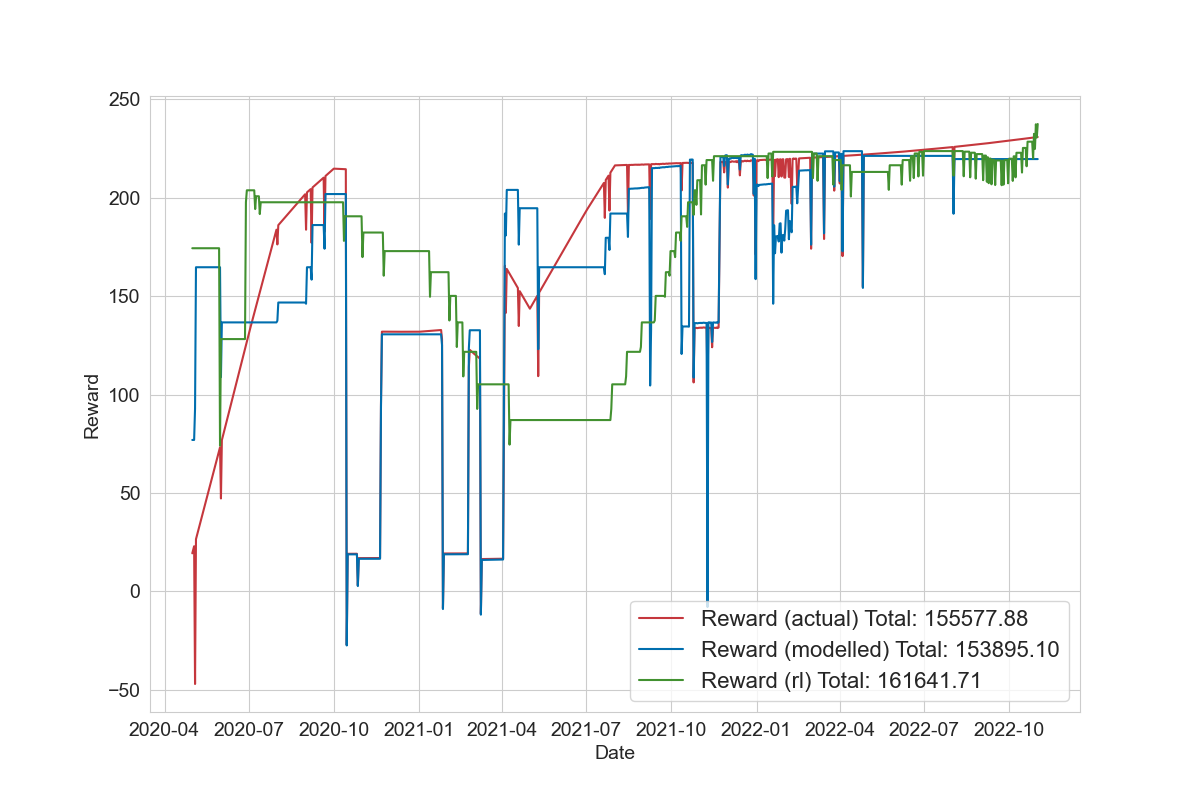 250
200
150
100
50
0
−50
Reward
2020-04 2020-07 2020-10 2021-01 2021-04 2021-07 2021-10 2022-01 2022-04 2022-07 2022-10
Date
Reward (actual) Total: 155577.88
Reward (modelled) Total: 153895.10
Reward (rl) Total: 161641.71